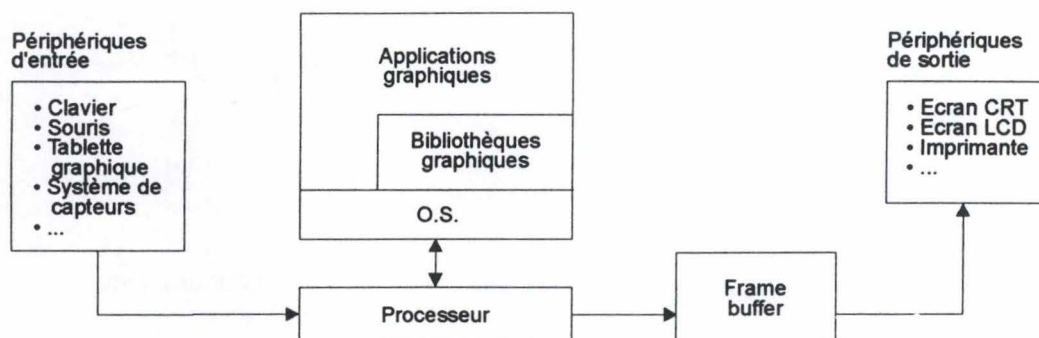 Périphériques
d'entrée
• Clavier
• Souris
• Tablette
graphique
• Système de
capteurs
• ...
Applications
graphiques
Bibliothèques
graphiques
O.S.
Processeur
Frame
buffer
Périphériques
de sortie
• Ecran CRT
• Ecran LCD
• Imprimante
• ...